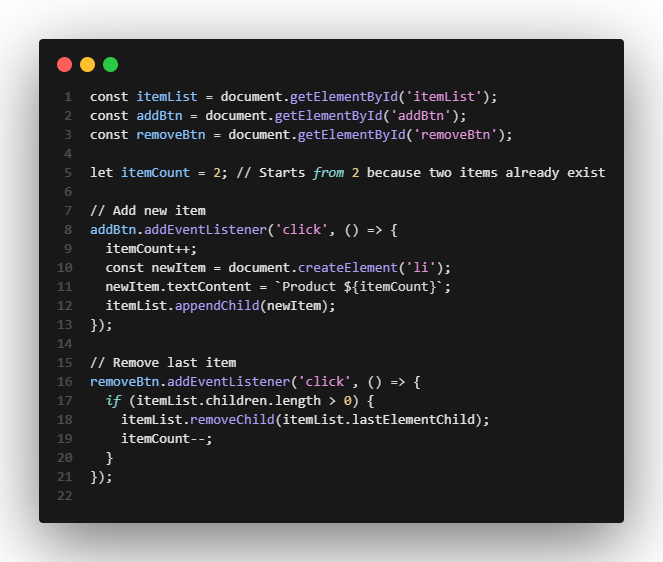 1 const itemList = document.getElementById('itemList');
2 const addBtn = document.getElementById('addBtn');
3 const removeBtn = document.getElementById('removeBtn');
4
5 let itemCount = 2; // Starts from 2 because two items already exist
6
7 // Add new item
8 addBtn.addEventListener('click', () => {
9   itemCount++;
10   const newItem = document.createElement('li');
11   newItem.textContent = `Product ${itemCount}`;
12   itemList.appendChild(newItem);
13 });
14
15 // Remove last item
16 removeBtn.addEventListener('click', () => {
17   if (itemList.children.length > 0) {
18     itemList.removeChild(itemList.lastElementChild);
19     itemCount--;
20   }
21 });
22